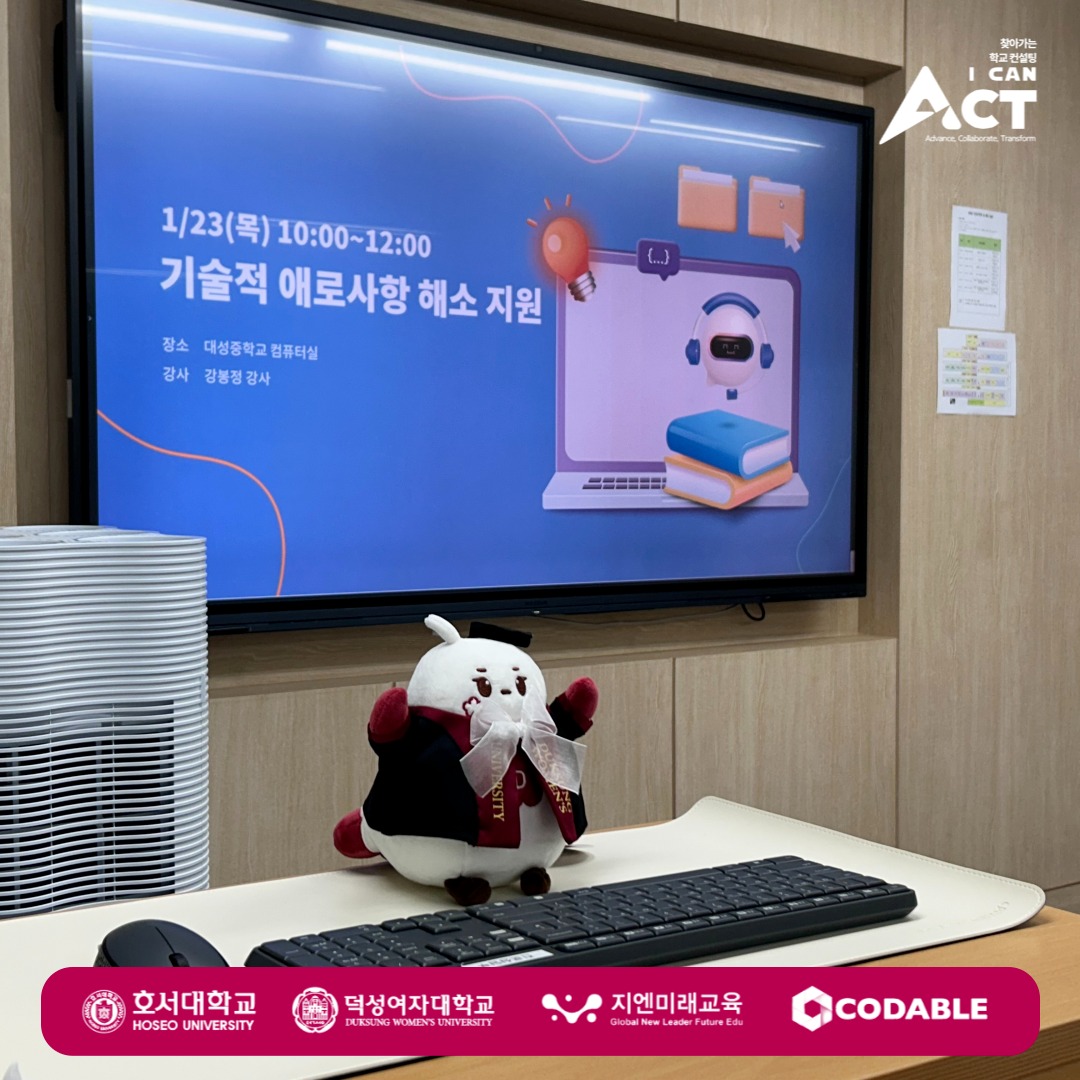 찾아가는
학교 컨설팅
I CAN
ACT
Advance, Collaborate, Transform
1/23(목) 10:00~12:00
기술적 애로사항 해소 지원
장소 대성중학교 컴퓨터실
강사 강봉정 강사
{...}
UNIVERSITY
호서대학교
HOSEO UNIVERSITY
덕성여자대학교
DUKSUNG WOMEN'S UNIVERSITY
지엔미래교육
Global New Leader Future Edu
CODABLE